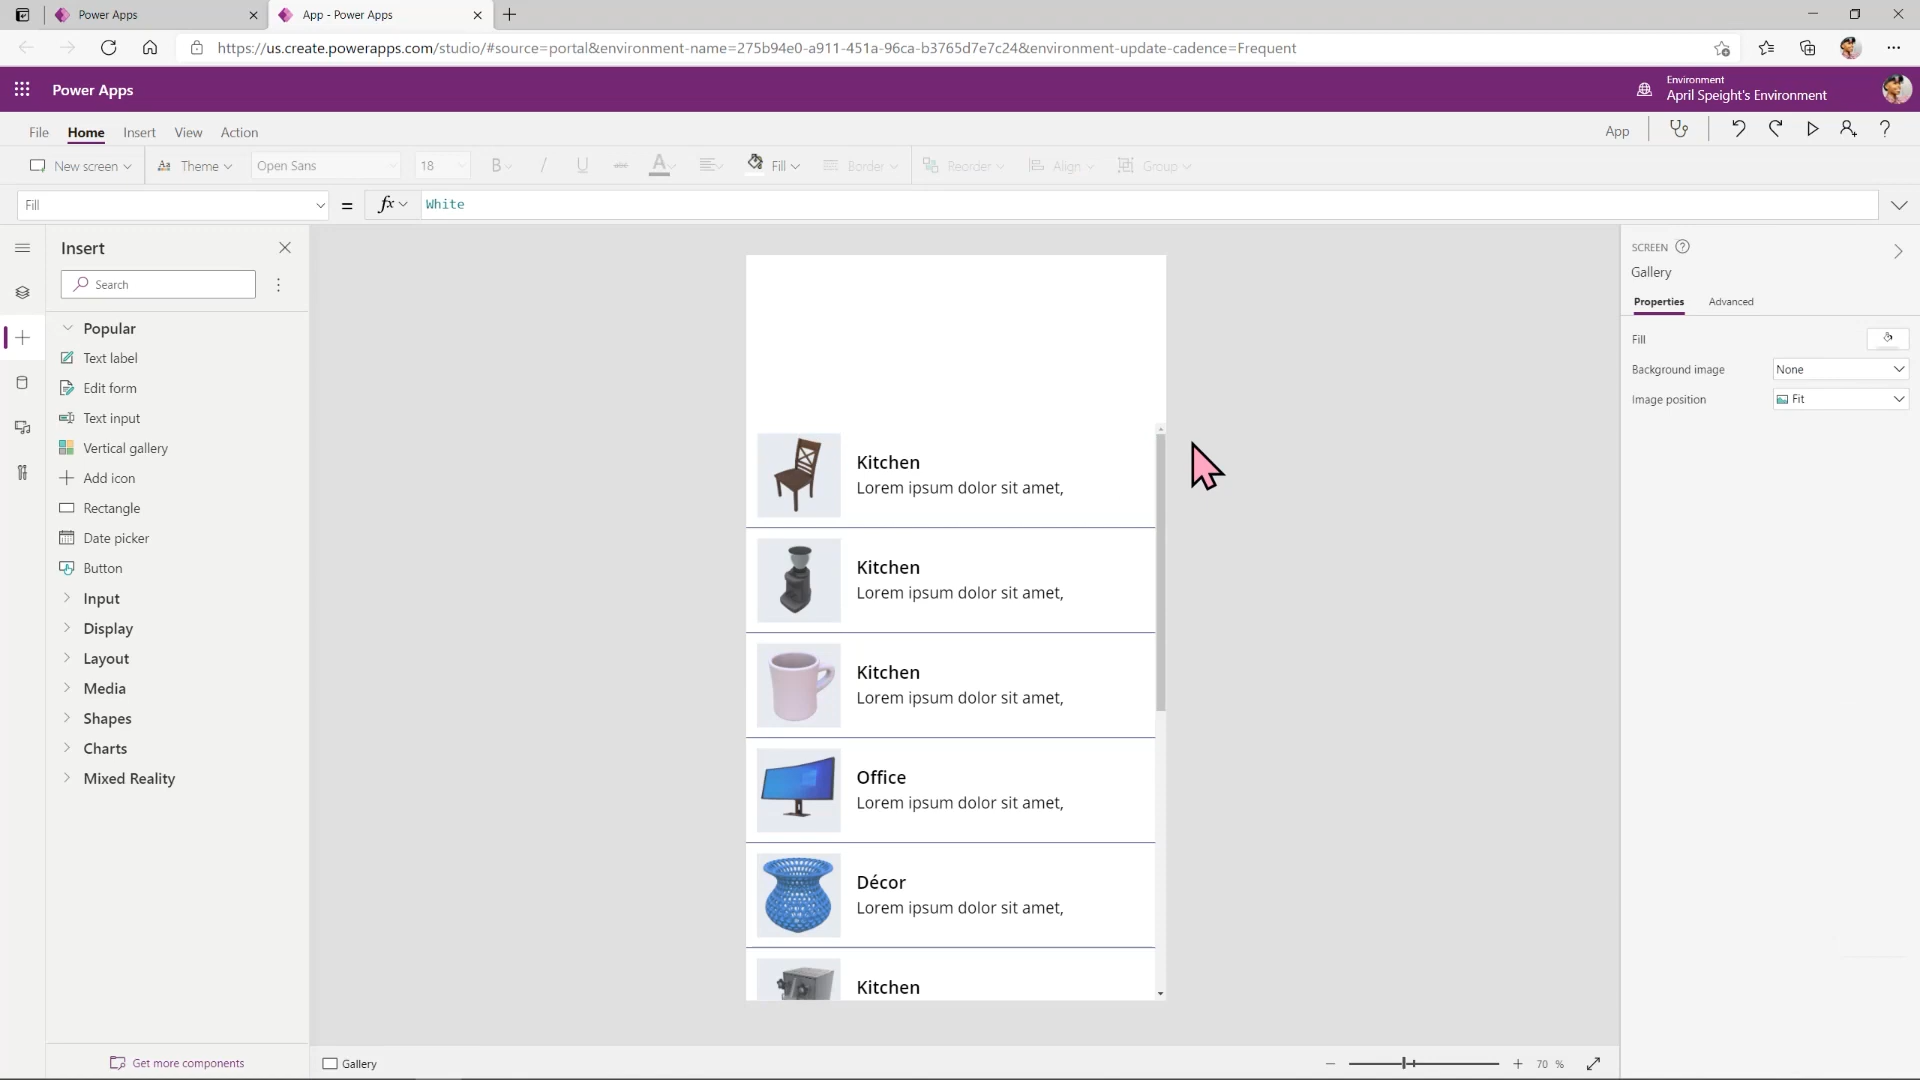 Power Apps
App - Power Apps
https://us.create.powerapps.com/studio/#source=portal&environment-name=275b94e0-a911-451a-96ca-b3765d7e7c24&environment-update-cadence=Frequent
Power Apps
Environment
April Speight's Environment
File Home Insert View Action
App
New screen Theme Open Sans 18 B / U abc A Fill Border Reorder Align Group
Fill = fx White
Insert
Search
Popular
Text label
Edit form
Text input
Vertical gallery
Add icon
Rectangle
Date picker
Button
Input
Display
Layout
Media
Shapes
Charts
Mixed Reality
Get more components
Kitchen
Lorem ipsum dolor sit amet,
Kitchen
Lorem ipsum dolor sit amet,
Kitchen
Lorem ipsum dolor sit amet,
Office
Lorem ipsum dolor sit amet,
Décor
Lorem ipsum dolor sit amet,
Kitchen
Gallery
70 %
SCREEN
Gallery
Properties Advanced
Fill
Background image None
Image position Fit